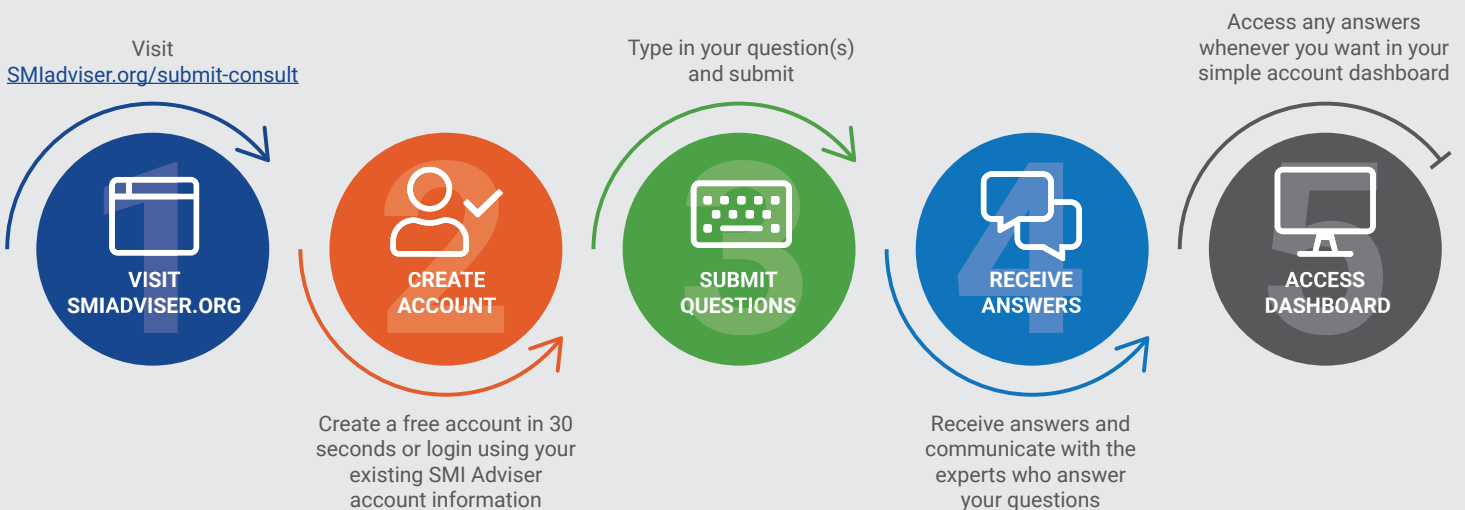 Visit
SMIadviser.org/submit-consult
1
VISIT
SMIADVISER.ORG
2
CREATE
ACCOUNT
Create a free account in 30
seconds or login using your
existing SMI Adviser
account information
Type in your question(s)
and submit
3
SUBMIT
QUESTIONS
4
RECEIVE
ANSWERS
Receive answers and
communicate with the
experts who answer
your questions
Access any answers
whenever you want in your
simple account dashboard
5
ACCESS
DASHBOARD